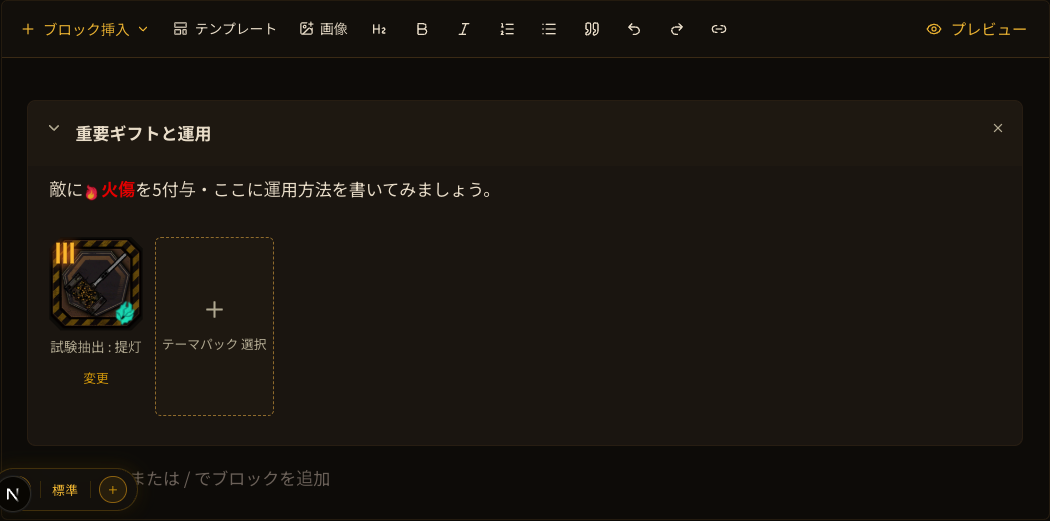 ブロック挿入 テンプレート 画像 H2 B I プレビュー
重要ギフトと運用
敵に火傷を5付与・ここに運用方法を書いてみましょう。
III
試験抽出 : 提灯
変更
テーマパック 選択
または / でブロックを追加
N 標準